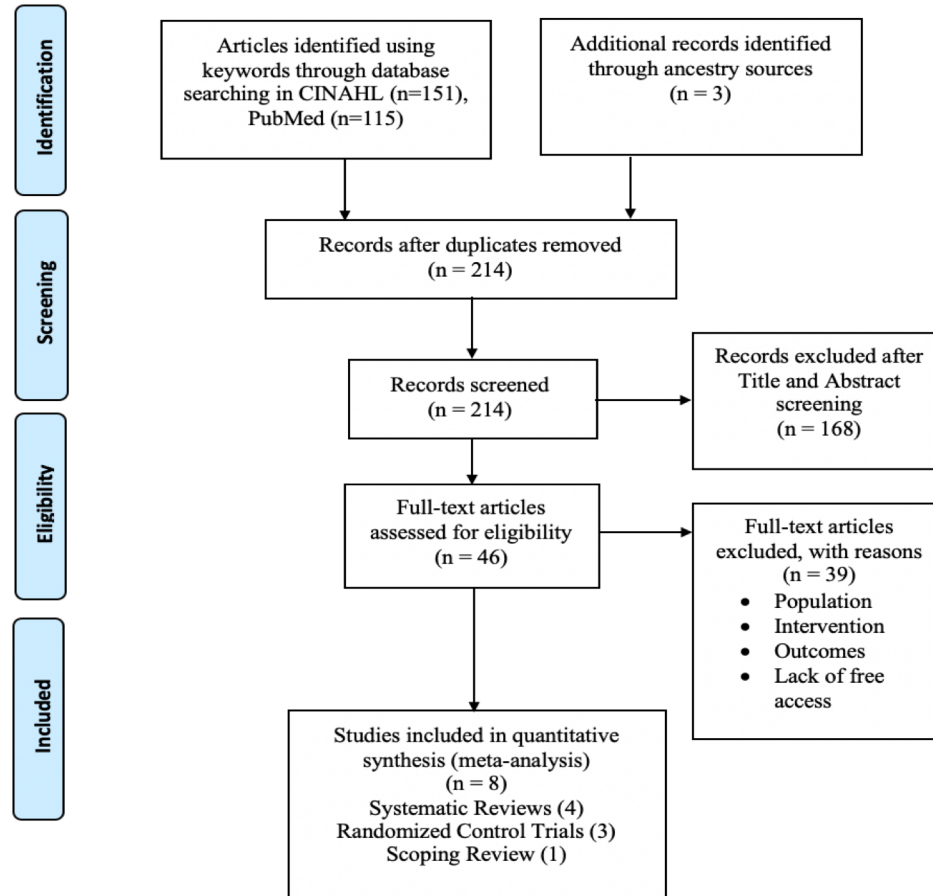 Identification
Articles identified using
keywords through database
searching in CINAHL (n=151),
PubMed (n=115)
Additional records identified
through ancestry sources
(n = 3)
Screening
Records after duplicates removed
(n = 214)
Records screened
(n = 214)
Records excluded after
Title and Abstract
screening
(n = 168)
Eligibility
Full-text articles
assessed for eligibility
(n = 46)
Full-text articles
excluded, with reasons
(n = 39)
• Population
• Intervention
• Outcomes
• Lack of free
access
Included
Studies included in quantitative
synthesis (meta-analysis)
(n = 8)
Systematic Reviews (4)
Randomized Control Trials (3)
Scoping Review (1)